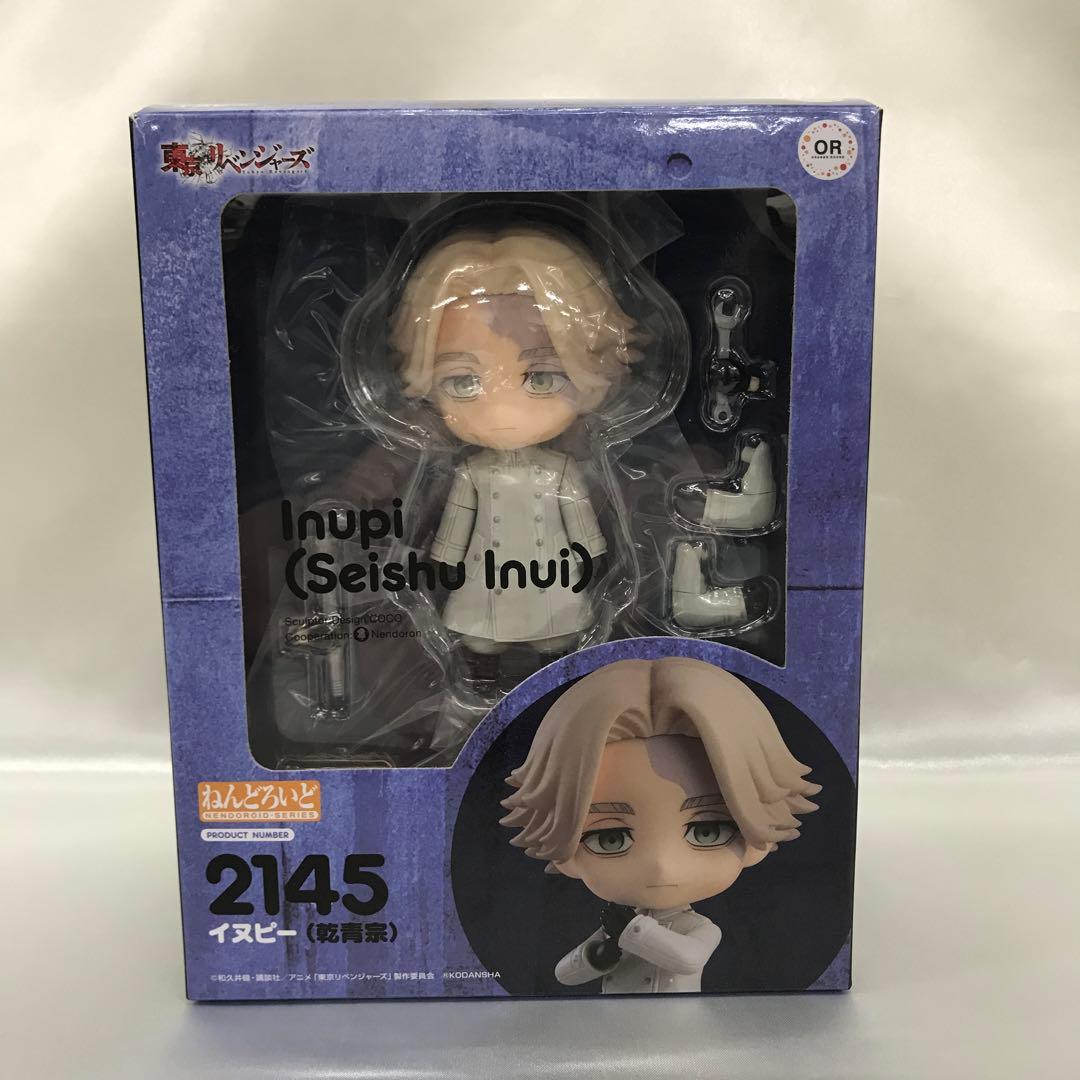 東京リベンジャーズ
OR
ORANGE ROUGE
Inupi
(Seishu Inui)
Sculptor·Design:COCO
Cooperation: Nendoron
ねんどろいど
NENDOROID·SERIES
PRODUCT NUMBER
2145
イヌピー(乾青宗)
©和久井健・講談社／アニメ「東京リベンジャーズ」製作委員会 ®KODANSHA